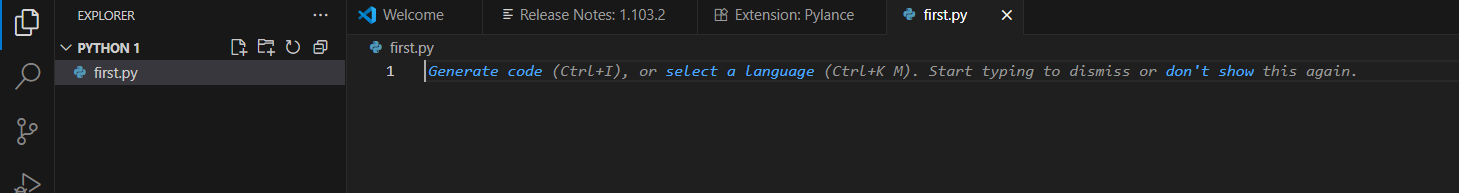 EXPLORER
PYTHON 1
first.py
Welcome
Release Notes: 1.103.2
Extension: Pylance
first.py
first.py
1
Generate code (Ctrl+I), or select a language (Ctrl+K M). Start typing to dismiss or don't show this again.